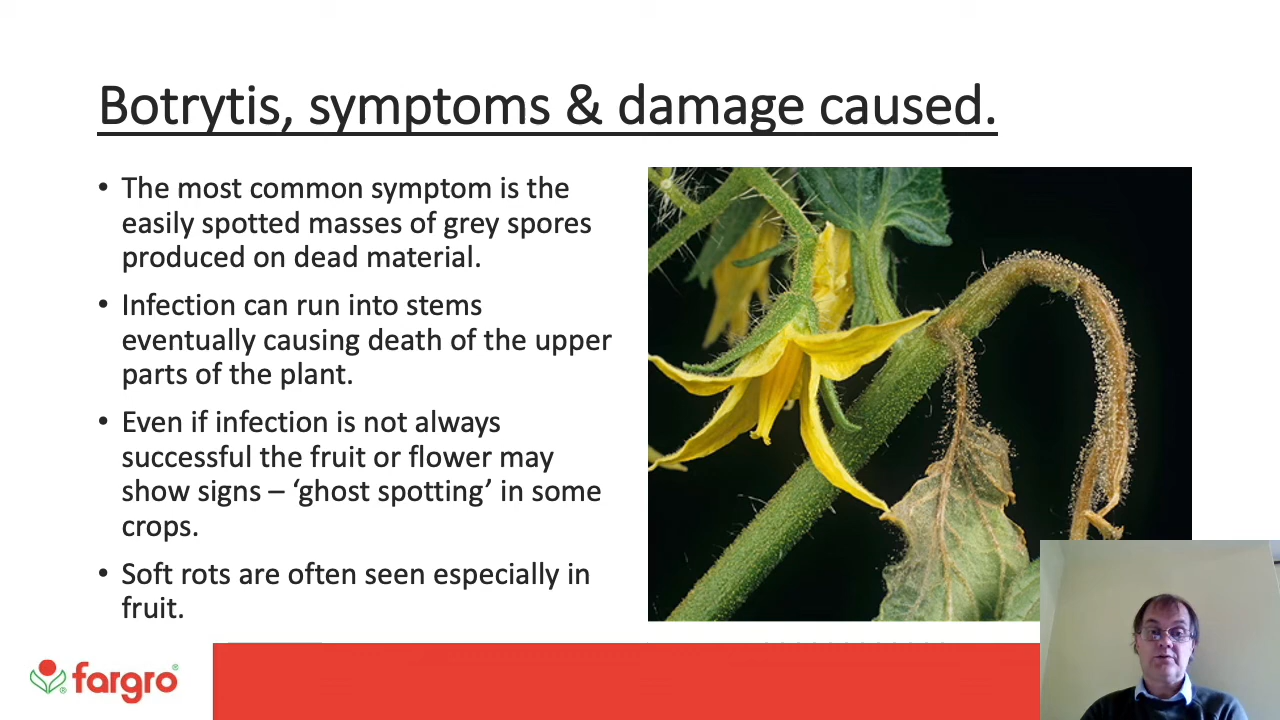 Botrytis, symptoms & damage caused.
• The most common symptom is the
easily spotted masses of grey spores
produced on dead material.
• Infection can run into stems
eventually causing death of the upper
parts of the plant.
• Even if infection is not always
successful the fruit or flower may
show signs – ‘ghost spotting’ in some
crops.
• Soft rots are often seen especially in
fruit.
fargro®